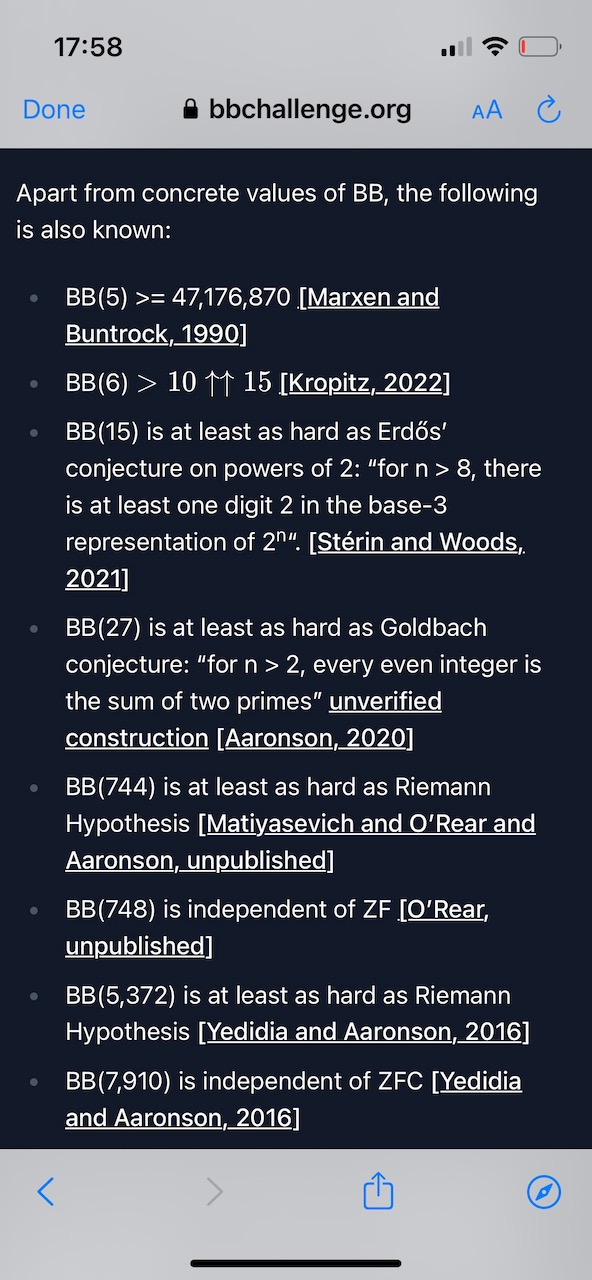 17:58
Done
bbchallenge.org
AA
Apart from concrete values of BB, the following
is also known:
• BB(5) >= 47,176,870 [Marxen and
Buntrock, 1990]
• BB(6) > 10 ↑↑ 15 [Kropitz, 2022]
• BB(15) is at least as hard as Erdős’
conjecture on powers of 2: “for n > 8, there
is at least one digit 2 in the base-3
representation of 2ⁿ“. [Stérin and Woods,
2021]
• BB(27) is at least as hard as Goldbach
conjecture: “for n > 2, every even integer is
the sum of two primes” unverified
construction [Aaronson, 2020]
• BB(744) is at least as hard as Riemann
Hypothesis [Matiyasevich and O’Rear and
Aaronson, unpublished]
• BB(748) is independent of ZF [O’Rear,
unpublished]
• BB(5,372) is at least as hard as Riemann
Hypothesis [Yedidia and Aaronson, 2016]
• BB(7,910) is independent of ZFC [Yedidia
and Aaronson, 2016]